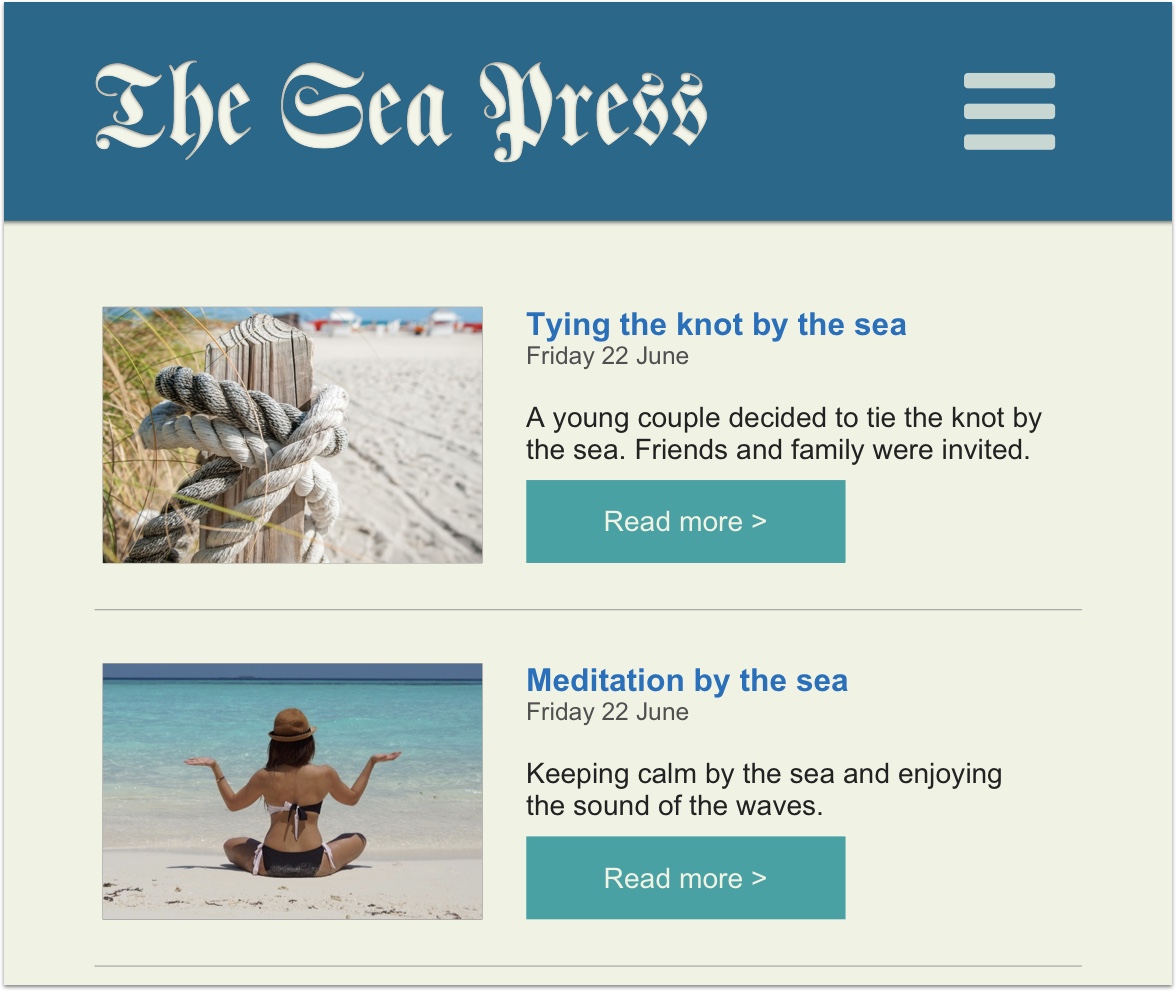 The Sea Press
Tying the knot by the sea
Friday 22 June
A young couple decided to tie the knot by
the sea. Friends and family were invited.
Read more >
Meditation by the sea
Friday 22 June
Keeping calm by the sea and enjoying
the sound of the waves.
Read more >